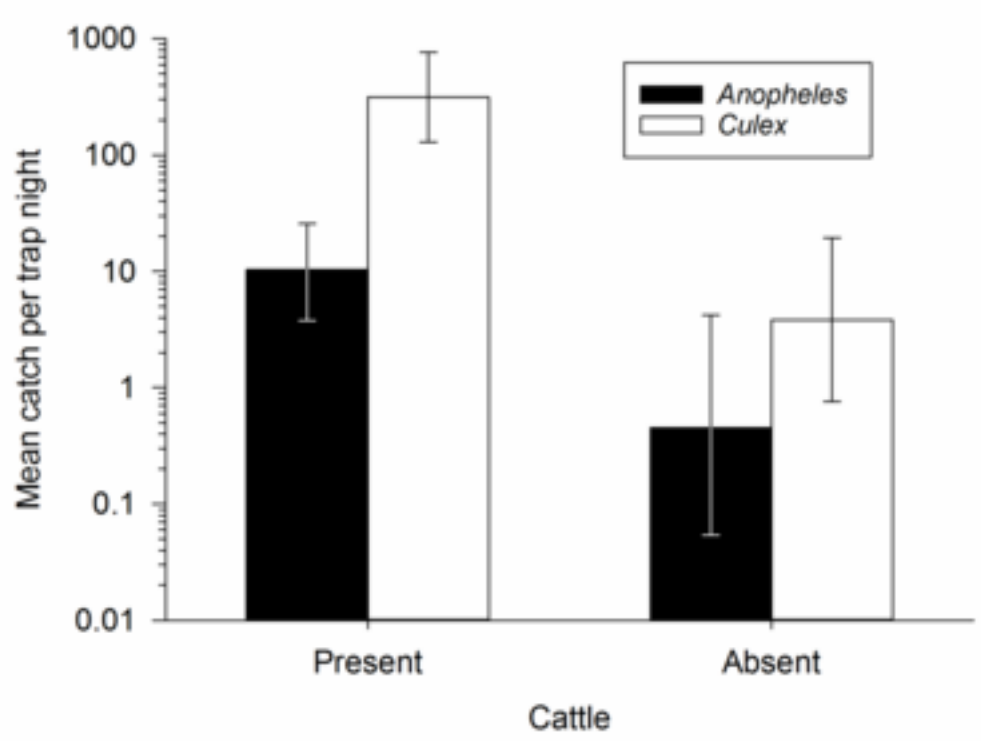 Mean catch per trap night
1000
100
10
1
0.1
0.01
Anopheles
Culex
Present
Absent
Cattle